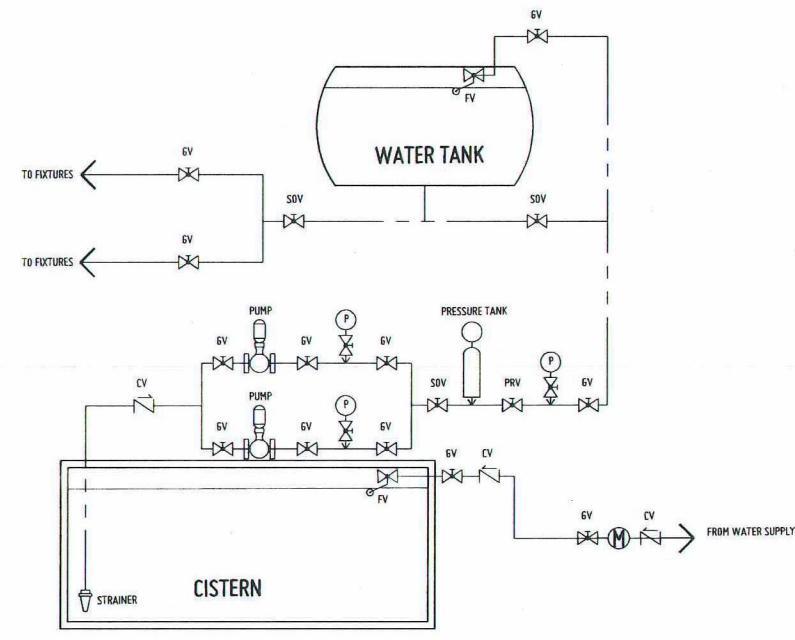 GV
FV
WATER TANK
GV
TO FIXTURES
SOV
SOV
GV
TO FIXTURES
PUMP
P
PRESSURE TANK
GV
GV
GV
P
CV
SOV
PRV
GV
PUMP
P
GV
GV
GV
GV
CV
FV
GV
CV
M
FROM WATER SUPPLY
CISTERN
STRAINER